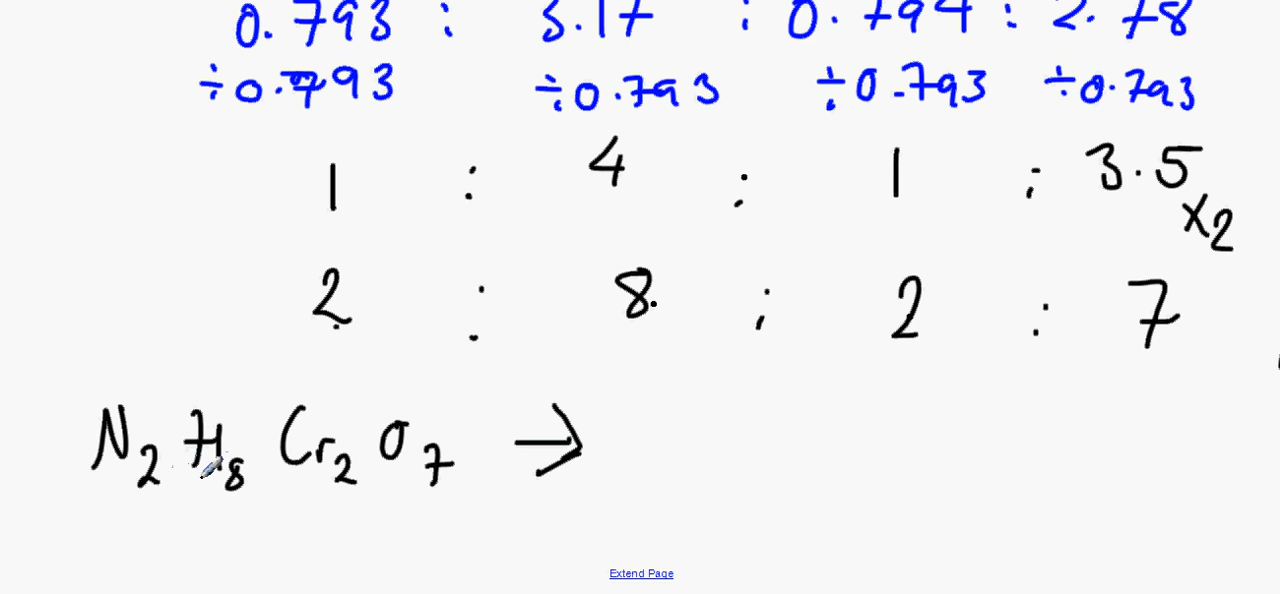 0.793 : 3.17 : 0.794 : 2.78
÷0.793 ÷0.793 ÷0.793 ÷0.793
1 : 4 : 1 : 3.5
×2
2 : 8 : 2 : 7
N₂H₈Cr₂O₇ →
Extend Page